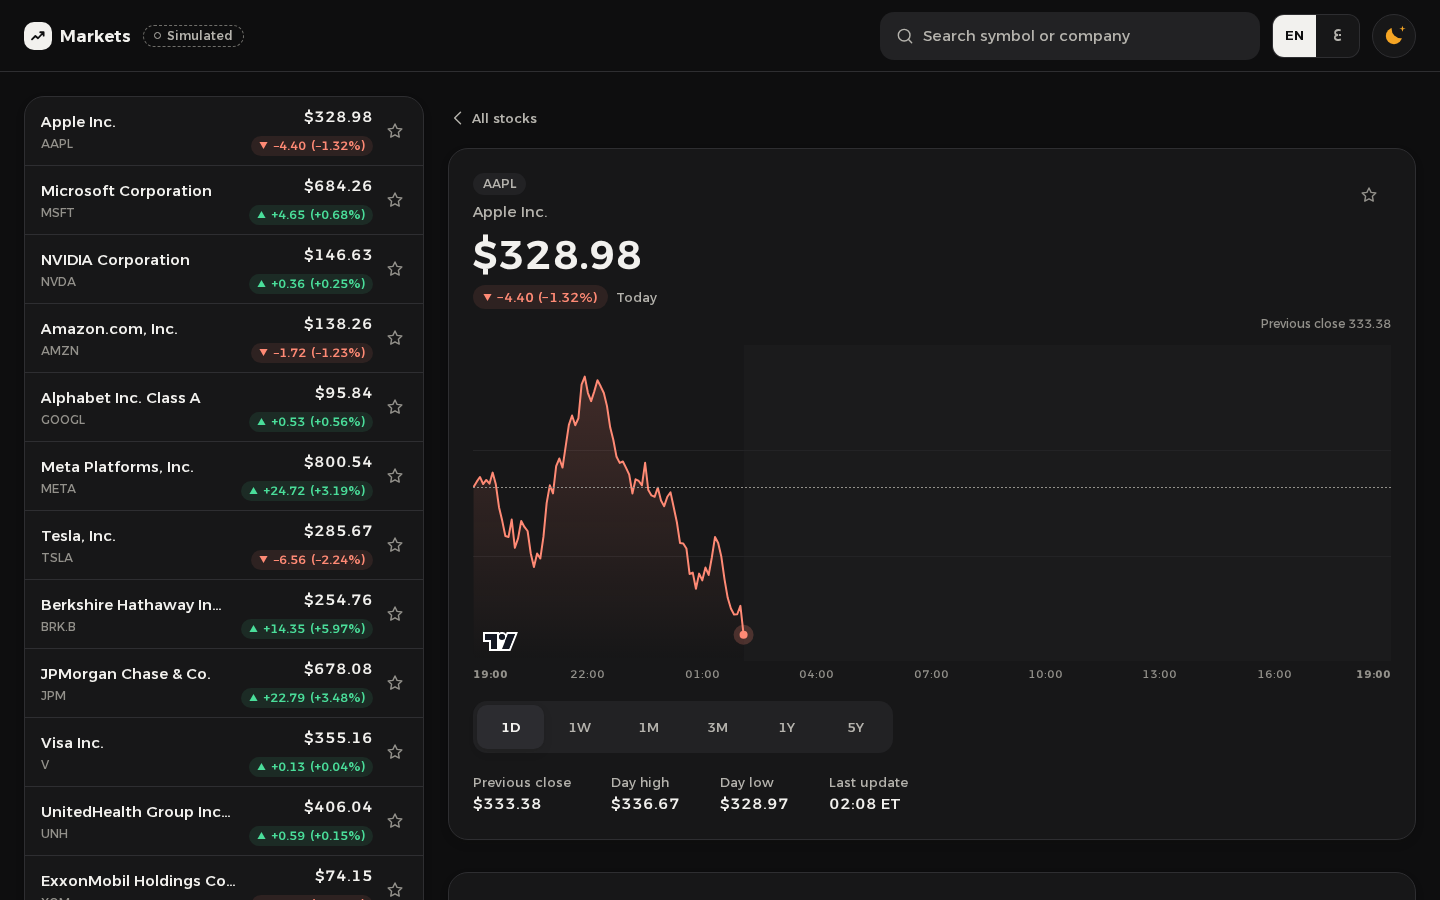 Markets
Simulated
Search symbol or company
EN
ع
Apple Inc.
AAPL
$328.98
▼ −4.40 (−1.32%)
Microsoft Corporation
MSFT
$684.26
▲ +4.65 (+0.68%)
NVIDIA Corporation
NVDA
$146.63
▲ +0.36 (+0.25%)
Amazon.com, Inc.
AMZN
$138.26
▼ −1.72 (−1.23%)
Alphabet Inc. Class A
GOOGL
$95.84
▲ +0.53 (+0.56%)
Meta Platforms, Inc.
META
$800.54
▲ +24.72 (+3.19%)
Tesla, Inc.
TSLA
$285.67
▼ −6.56 (−2.24%)
Berkshire Hathaway In…
BRK.B
$254.76
▲ +14.35 (+5.97%)
JPMorgan Chase & Co.
JPM
$678.08
▲ +22.79 (+3.48%)
Visa Inc.
V
$355.16
▲ +0.13 (+0.04%)
UnitedHealth Group Inc…
UNH
$406.04
▲ +0.59 (+0.15%)
ExxonMobil Holdings Co…
$74.15
All stocks
AAPL
Apple Inc.
$328.98
▼ −4.40 (−1.32%) Today
Previous close 333.38
19:00 22:00 01:00 04:00 07:00 10:00 13:00 16:00 19:00
1D 1W 1M 3M 1Y 5Y
Previous close Day high Day low Last update
$333.38 $336.67 $328.97 02:08 ET